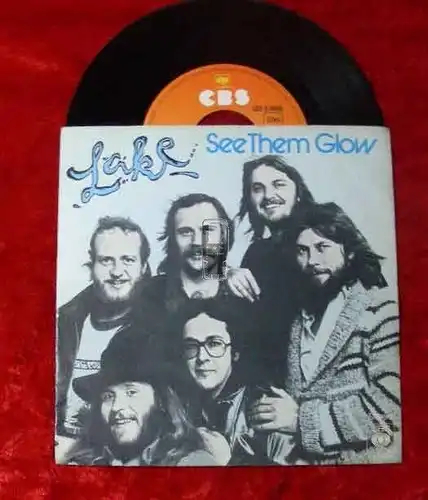 CBS
Lake
See Them Glow